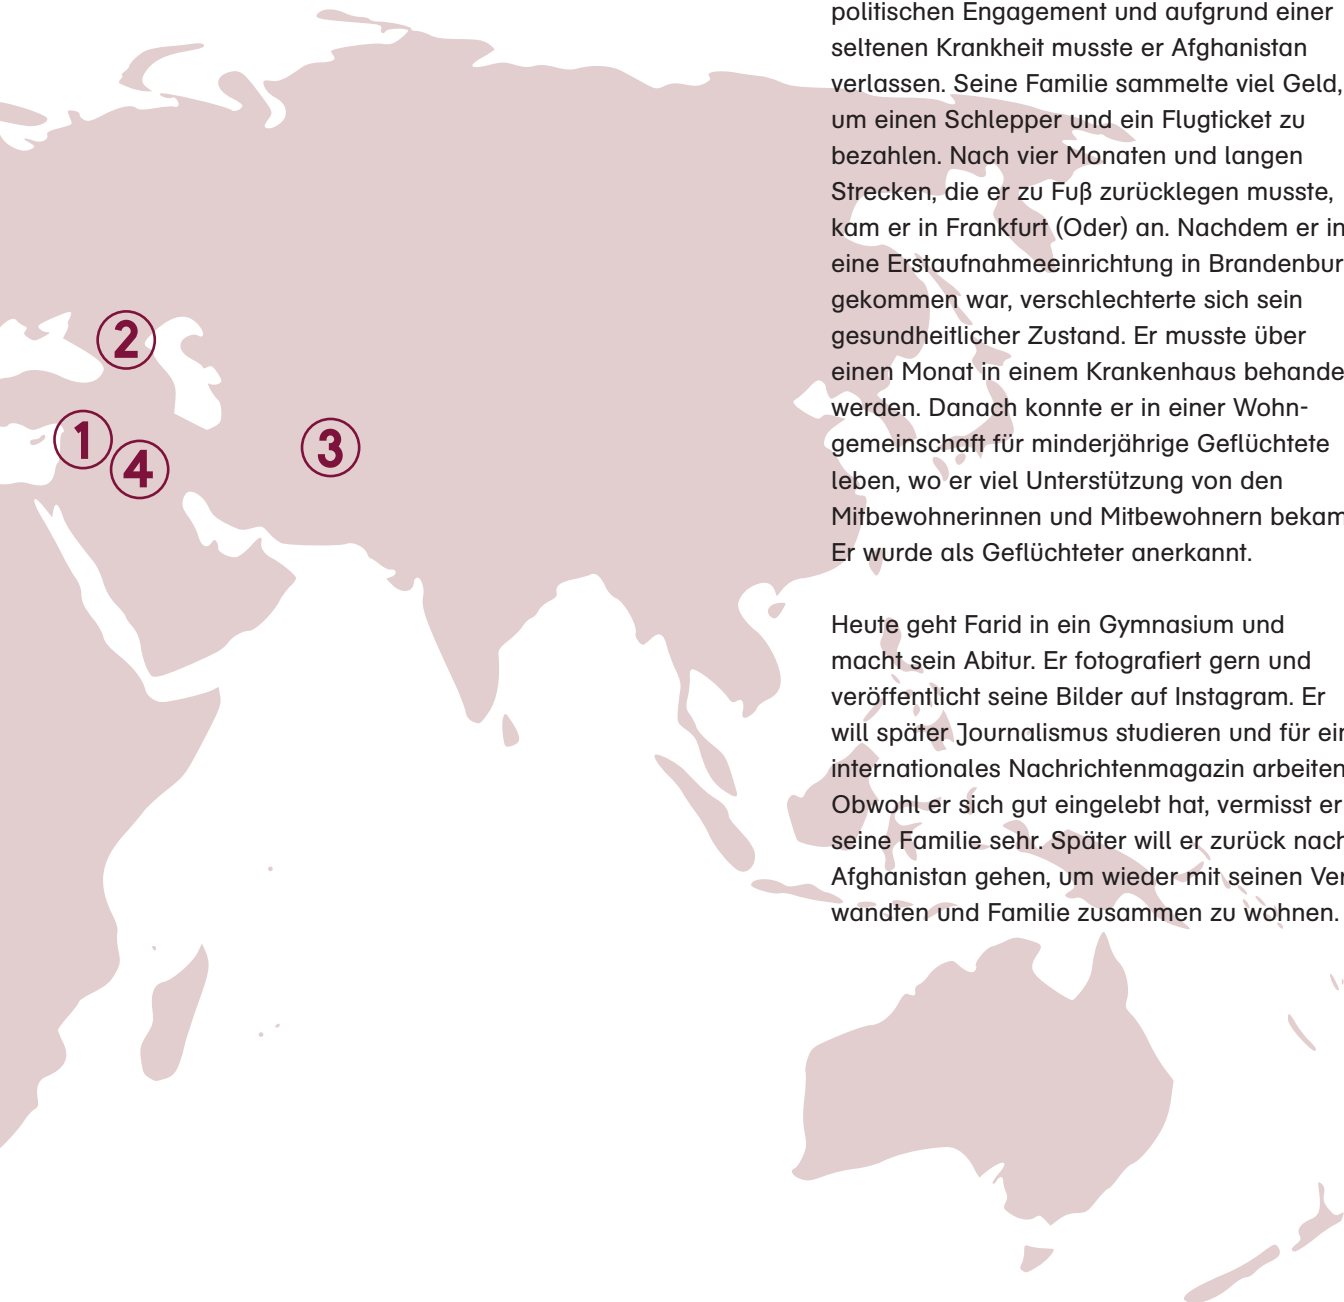 politischen Engagement und aufgrund einer
seltenen Krankheit musste er Afghanistan
verlassen. Seine Familie sammelte viel Geld,
um einen Schlepper und ein Flugticket zu
bezahlen. Nach vier Monaten und langen
Strecken, die er zu Fuß zurücklegen musste,
kam er in Frankfurt (Oder) an. Nachdem er in
eine Erstaufnahmeeinrichtung in Brandenbur
gekommen war, verschlechterte sich sein
gesundheitlicher Zustand. Er musste über
einen Monat in einem Krankenhaus behande
werden. Danach konnte er in einer Wohn-
gemeinschaft für minderjährige Geflüchtete
leben, wo er viel Unterstützung von den
Mitbewohnerinnen und Mitbewohnern bekam
Er wurde als Geflüchteter anerkannt.
Heute geht Farid in ein Gymnasium und
macht sein Abitur. Er fotografiert gern und
veröffentlicht seine Bilder auf Instagram. Er
will später Journalismus studieren und für ein
internationales Nachrichtenmagazin arbeiten
Obwohl er sich gut eingelebt hat, vermisst er
seine Familie sehr. Später will er zurück nach
Afghanistan gehen, um wieder mit seinen Ver
wandten und Familie zusammen zu wohnen.
2
1
4
3